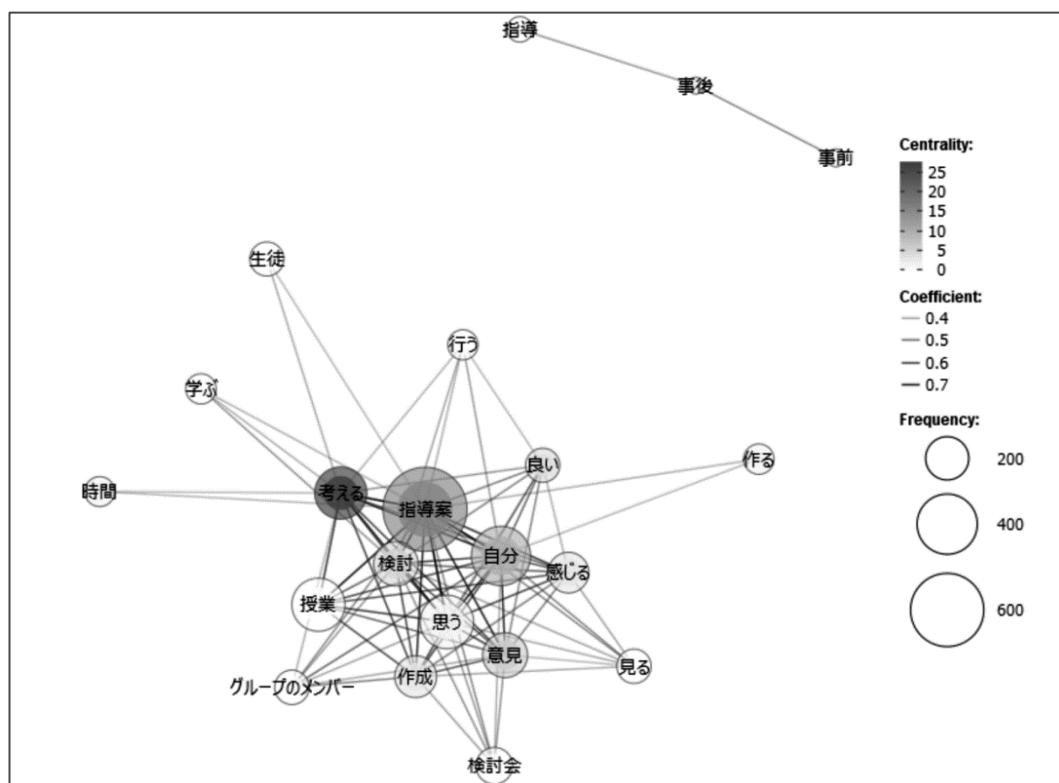 指導
事後
事前
Centrality:
25
20
15
10
5
0
生徒
Coefficient:
0.4
0.5
0.6
0.7
行う
学ぶ
Frequency:
良い
作る
200
時間
考える
指導案
400
自分
検討
感じる
授業
思う
600
意見
見る
作成
グループのメンバー
検討会